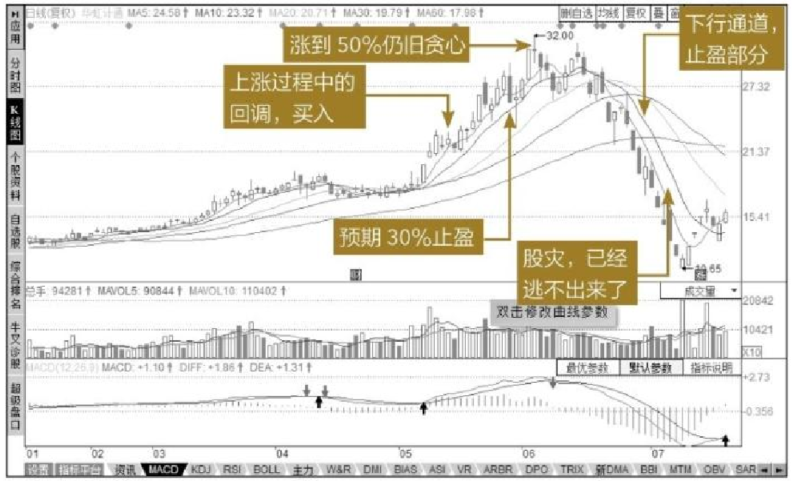 日线(复权) 华虹计通 MA5: 24.58↑ MA10: 23.32↑ MA20: 20.71↑ MA30: 19.79↑ MA60: 17.98↑
删自选 均线 复权 叠
应用
分时图
K线图
个股资料
自选股
综合排名
牛叉诊股
超级盘口
涨到 50%仍旧贪心
32.00
下行通道，
止盈部分
上涨过程中的
回调，买入
预期 30%止盈
股灾，已经
逃不出来了
27.32
21.37
15.41
10.65
财
总手: 94281↑ MAVOL5: 90844↑ MAVOL10: 110402↑
成交量
双击修改曲线参数
20842
10421
X10
MACD(12,26,9) MACD: +1.10↑ DIFF: +1.86↑ DEA: +1.31↑
最优参数 默认参数 指标说明
+2.73
-0.356
01 02 03 04 05 06 07
设置 指标平台 资讯 MACD KDJ RSI BOLL 主力 W&R DMI BIAS ASI VR ARBR DPO TRIX 新DMA BBI MTM OBV SAR